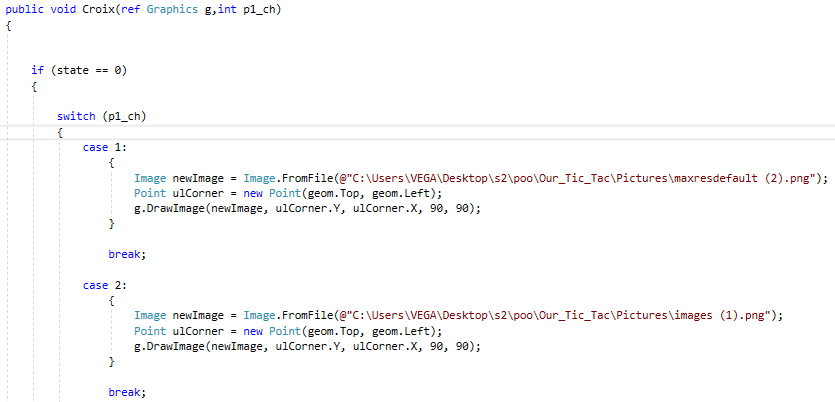 public void Croix(ref Graphics g,int p1_ch)
{
if (state == 0)
{
switch (p1_ch)
{
case 1:
{
Image newImage = Image.FromFile(@"C:\Users\VEGA\Desktop\s2\poo\Our_Tic_Tac\Pictures\maxresdefault (2).png");
Point ulCorner = new Point(geom.Top, geom.Left);
g.DrawImage(newImage, ulCorner.Y, ulCorner.X, 90, 90);
}
break;
case 2:
{
Image newImage = Image.FromFile(@"C:\Users\VEGA\Desktop\s2\poo\Our_Tic_Tac\Pictures\images (1).png");
Point ulCorner = new Point(geom.Top, geom.Left);
g.DrawImage(newImage, ulCorner.Y, ulCorner.X, 90, 90);
}
break;